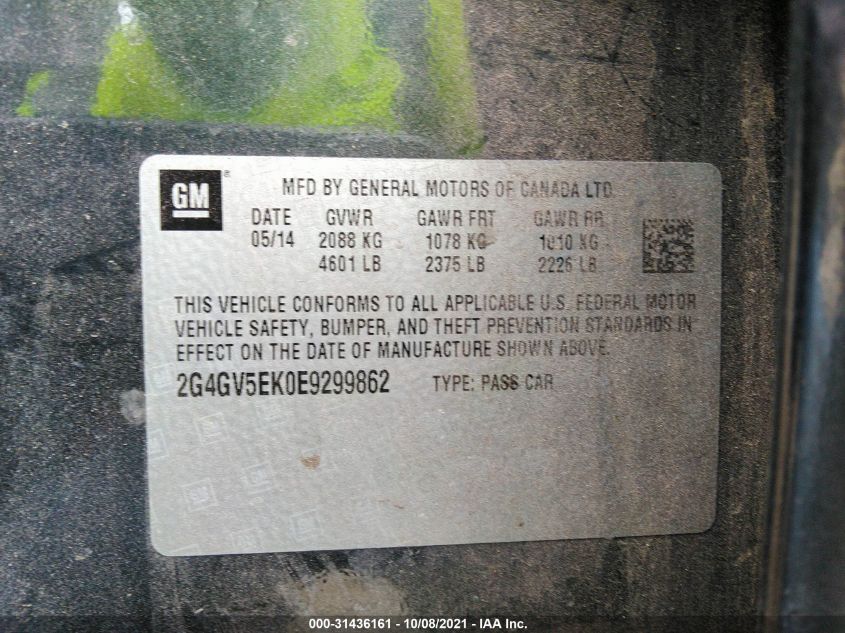 GM
MFD BY GENERAL MOTORS OF CANADA LTD
DATE GVWR GAWR FRT GAWR RR
05/14 2088 KG 1078 KG 1010 KG
4601 LB 2375 LB 2226 LB
THIS VEHICLE CONFORMS TO ALL APPLICABLE U.S. FEDERAL MOTOR
VEHICLE SAFETY, BUMPER, AND THEFT PREVENTION STANDARDS IN
EFFECT ON THE DATE OF MANUFACTURE SHOWN ABOVE.
2G4GV5EK0E9299862 TYPE: PASS CAR
GM
000-31436161 - 10/08/2021 - IAA Inc.